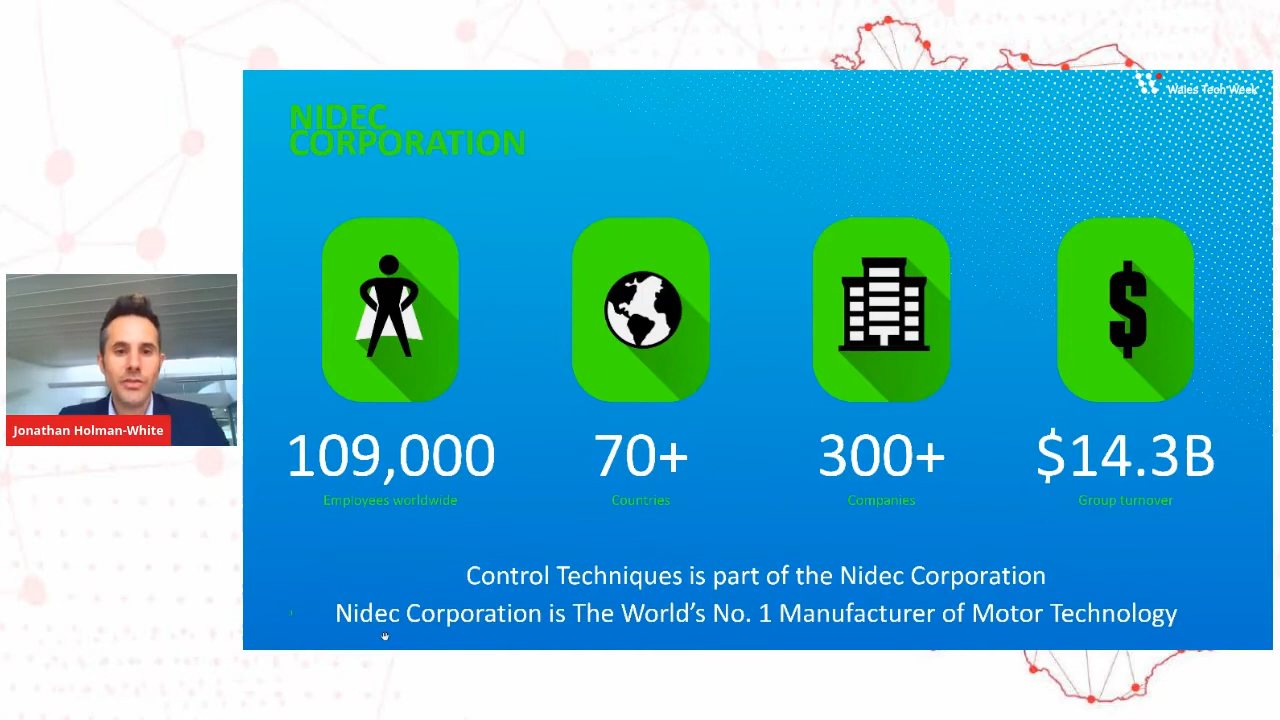 Wales Tech Week
NIDEC
CORPORATION
109,000
70+
300+
$14.3B
Employees worldwide
Countries
Companies
Group turnover
Jonathan Holman-White
Control Techniques is part of the Nidec Corporation
Nidec Corporation is The World’s No. 1 Manufacturer of Motor Technology